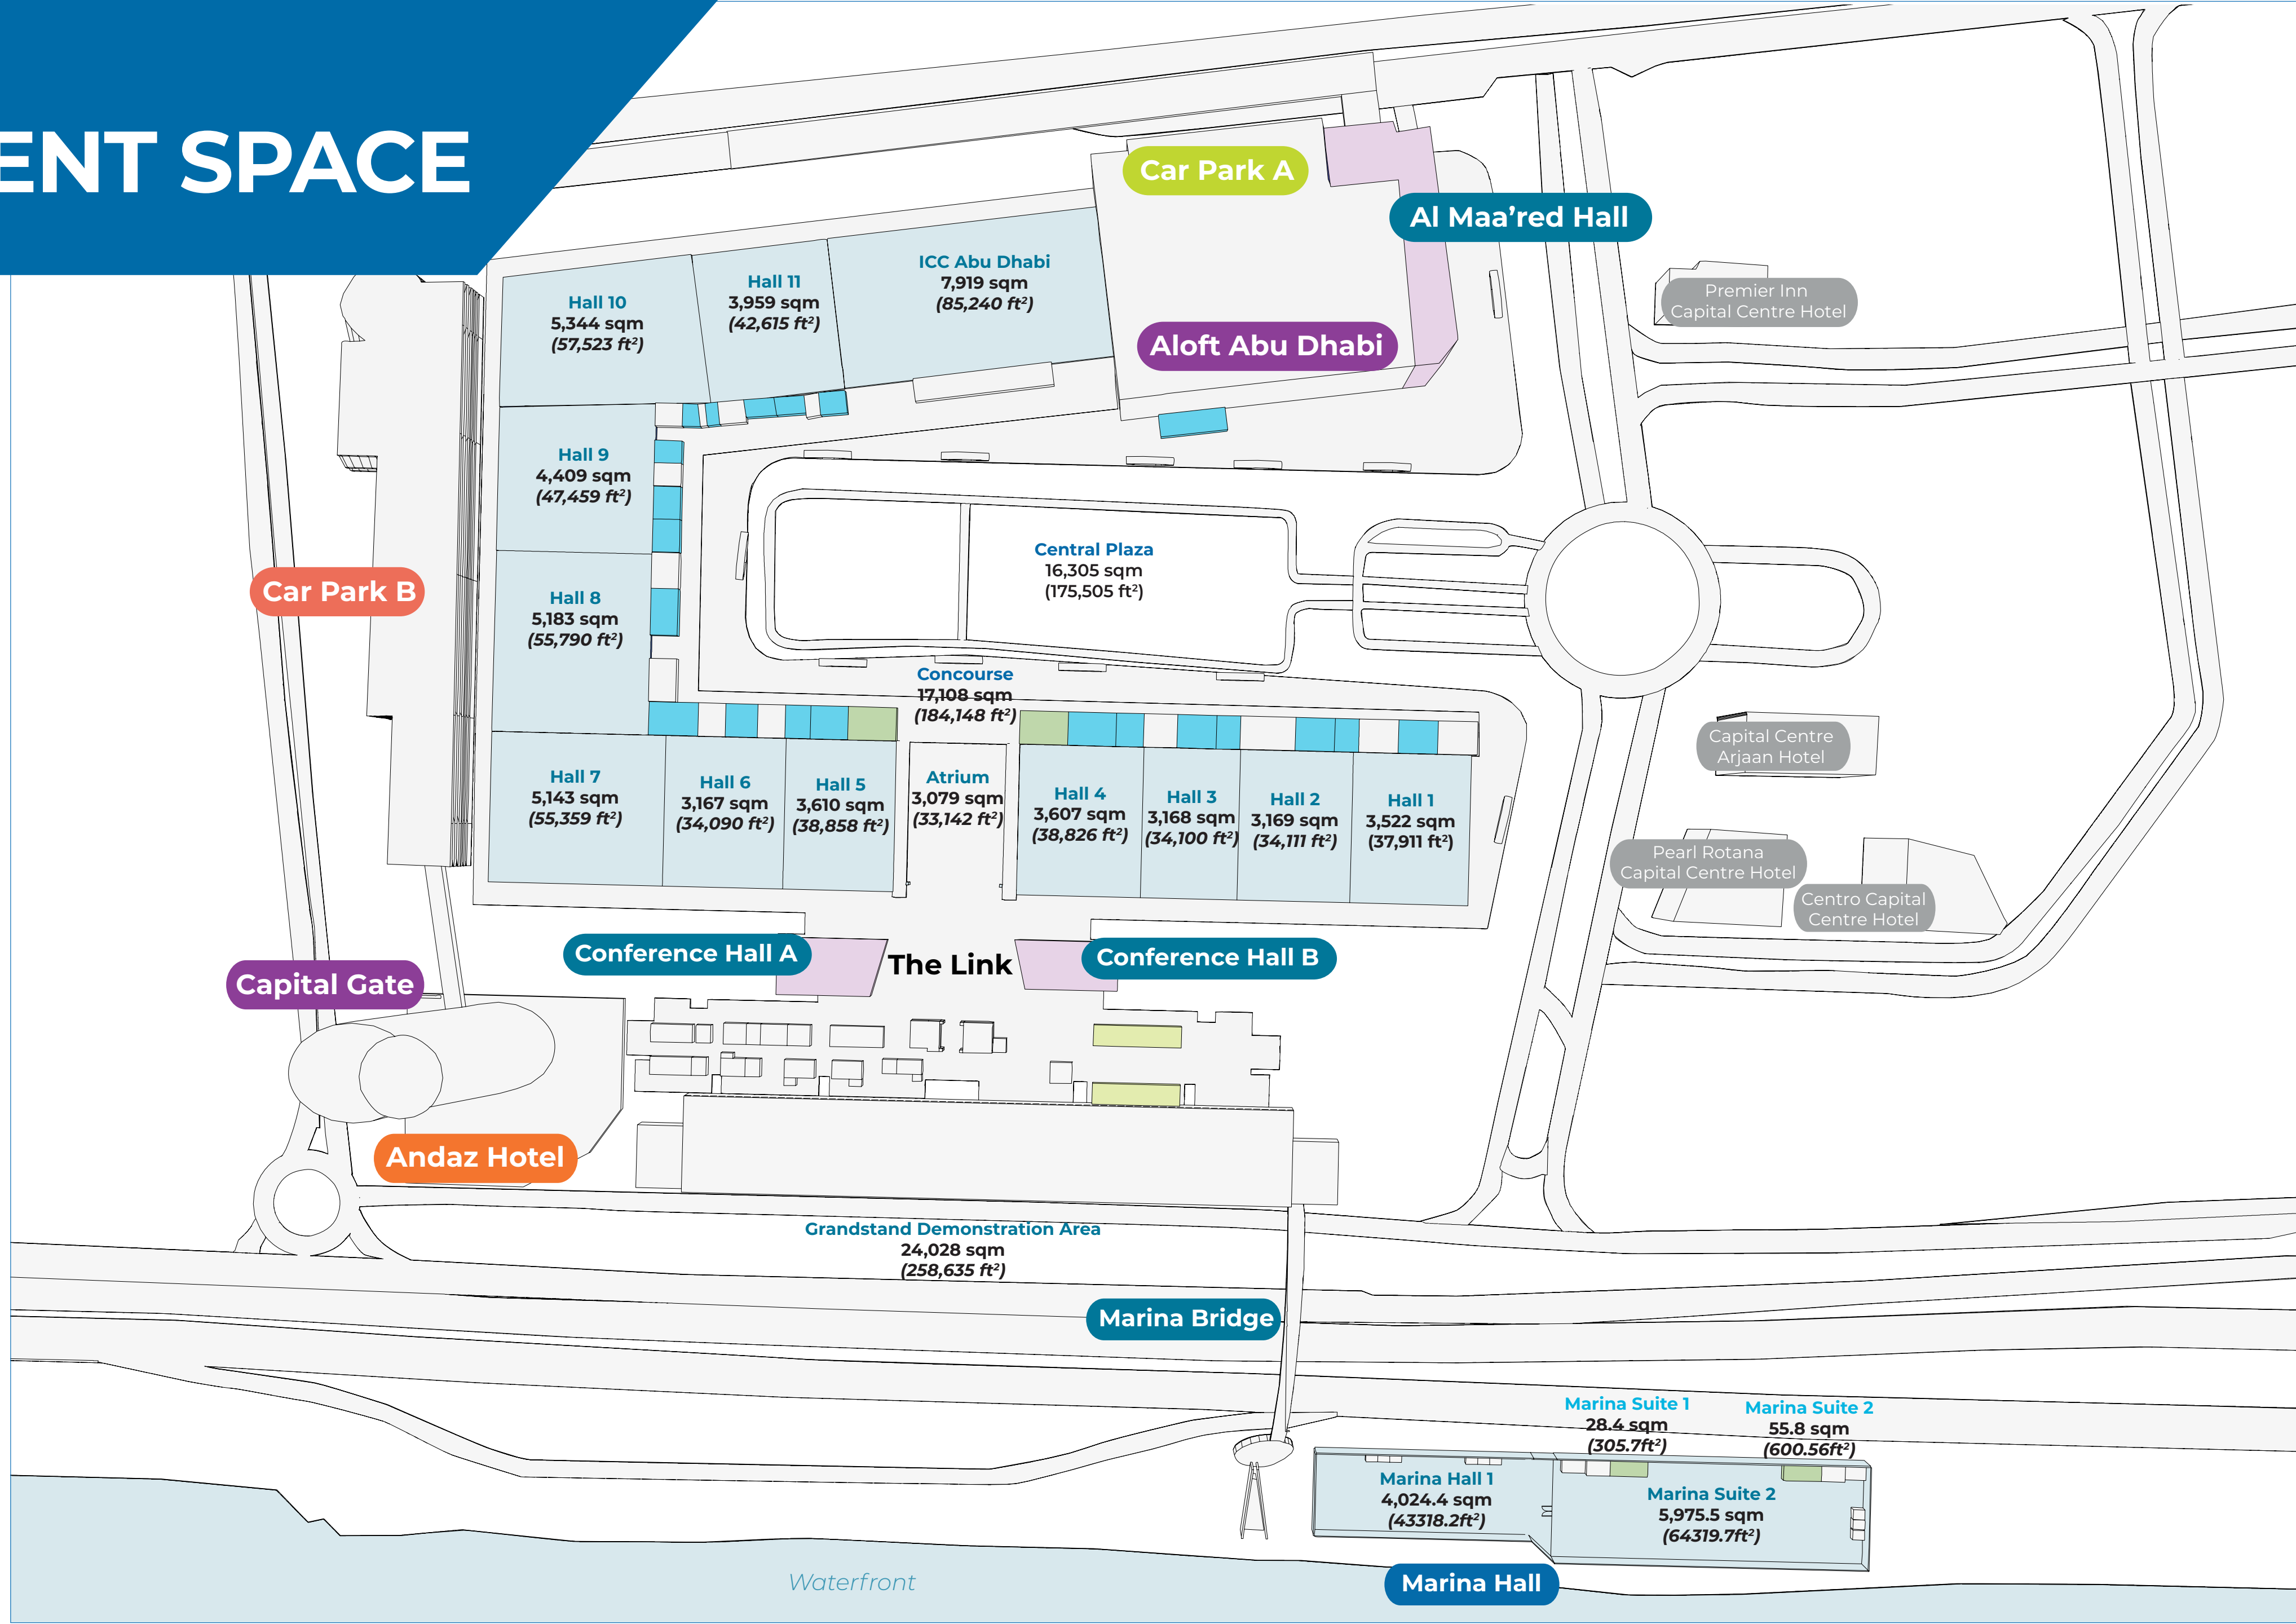 ENT SPACE
Car Park A
Al Maa’red Hall
ICC Abu Dhabi
7,919 sqm
(85,240 ft²)
Hall 11
3,959 sqm
(42,615 ft²)
Hall 10
5,344 sqm
(57,523 ft²)
Premier Inn
Capital Centre Hotel
Aloft Abu Dhabi
Hall 9
4,409 sqm
(47,459 ft²)
Central Plaza
16,305 sqm
(175,505 ft²)
Car Park B
Hall 8
5,183 sqm
(55,790 ft²)
Concourse
17,108 sqm
(184,148 ft²)
Capital Centre
Arjaan Hotel
Hall 7
5,143 sqm
(55,359 ft²)
Hall 6
3,167 sqm
(34,090 ft²)
Hall 5
3,610 sqm
(38,858 ft²)
Atrium
3,079 sqm
(33,142 ft²)
Hall 4
3,607 sqm
(38,826 ft²)
Hall 3
3,168 sqm
(34,100 ft²)
Hall 2
3,169 sqm
(34,111 ft²)
Hall 1
3,522 sqm
(37,911 ft²)
Pearl Rotana
Capital Centre Hotel
Centro Capital
Centre Hotel
Conference Hall A
The Link
Conference Hall B
Capital Gate
Andaz Hotel
Grandstand Demonstration Area
24,028 sqm
(258,635 ft²)
Marina Bridge
Marina Suite 1
28.4 sqm
(305.7ft²)
Marina Suite 2
55.8 sqm
(600.56ft²)
Marina Hall 1
4,024.4 sqm
(43318.2ft²)
Marina Suite 2
5,975.5 sqm
(64319.7ft²)
Waterfront
Marina Hall